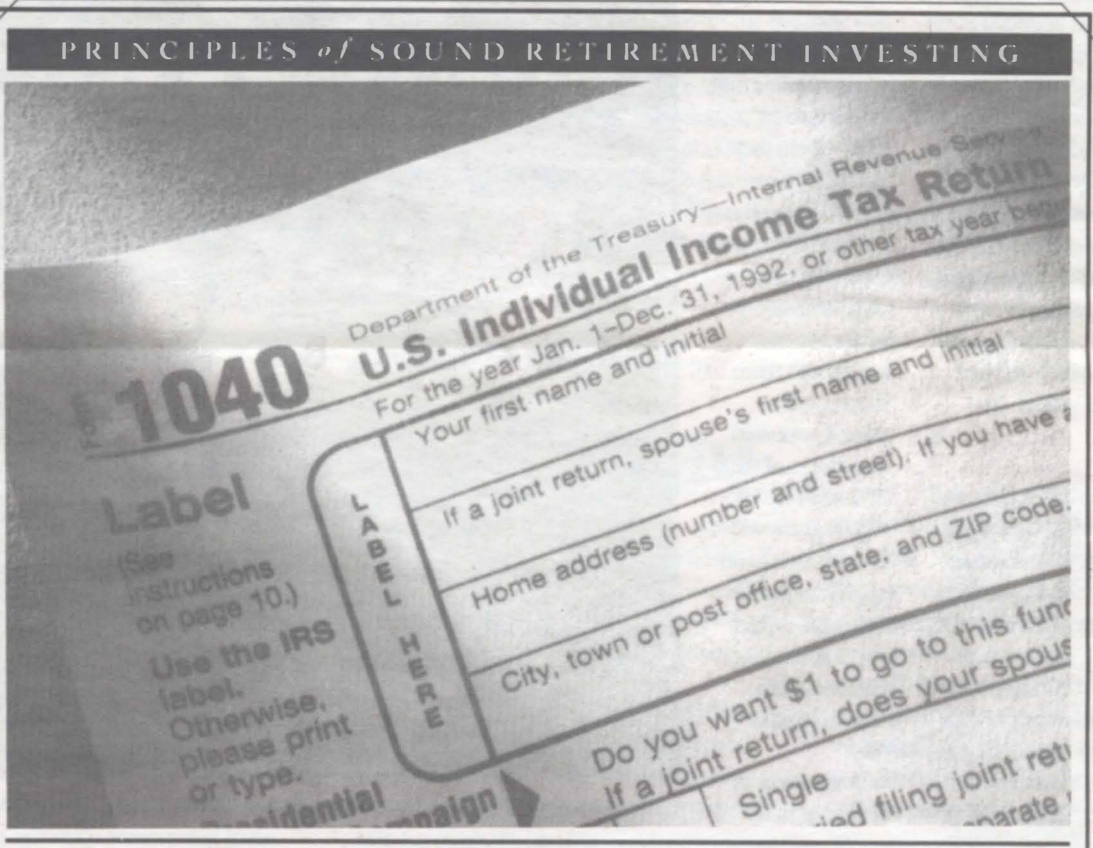 PRINCIPLES of SOUND RETIREMENT INVESTING
Department of the Treasury—Internal Revenue Service
1040
U.S. Individual Income Tax Return
For the year Jan. 1–Dec. 31, 1992, or other tax year
Label
(See
instructions
on page 10.)
Use the IRS
label.
Otherwise,
please print
or type.
LABEL HERE
Your first name and initial
If a joint return, spouse's first name and initial
Home address (number and street). If you have a
City, town or post office, state, and ZIP code.
Do you want $1 to go to this
If a joint return, does your
Single
filing joint